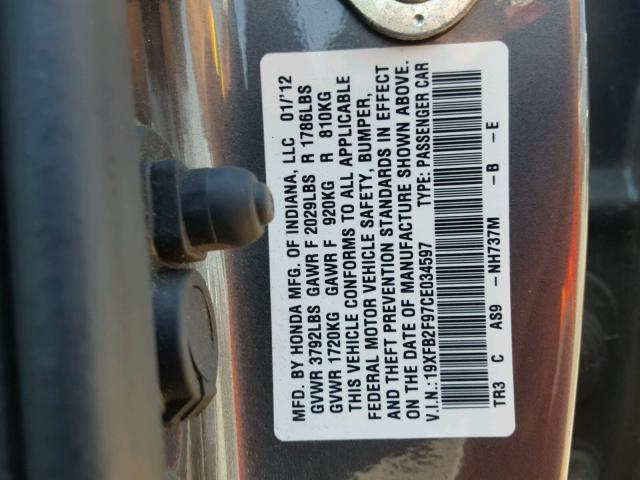 MFD. BY HONDA MFG. OF INDIANA, LLC 01/'12
GVWR 3792LBS GAWR F 2029LBS R 1786LBS
GVWR 1720KG GAWR F 920KG R 810KG
THIS VEHICLE CONFORMS TO ALL APPLICABLE
FEDERAL MOTOR VEHICLE SAFETY, BUMPER,
AND THEFT PREVENTION STANDARDS IN EFFECT
ON THE DATE OF MANUFACTURE SHOWN ABOVE.
V.I.N.:19XFB2F97CE034597 TYPE: PASSENGER CAR
TR3 C AS9 -NH737M -B -E